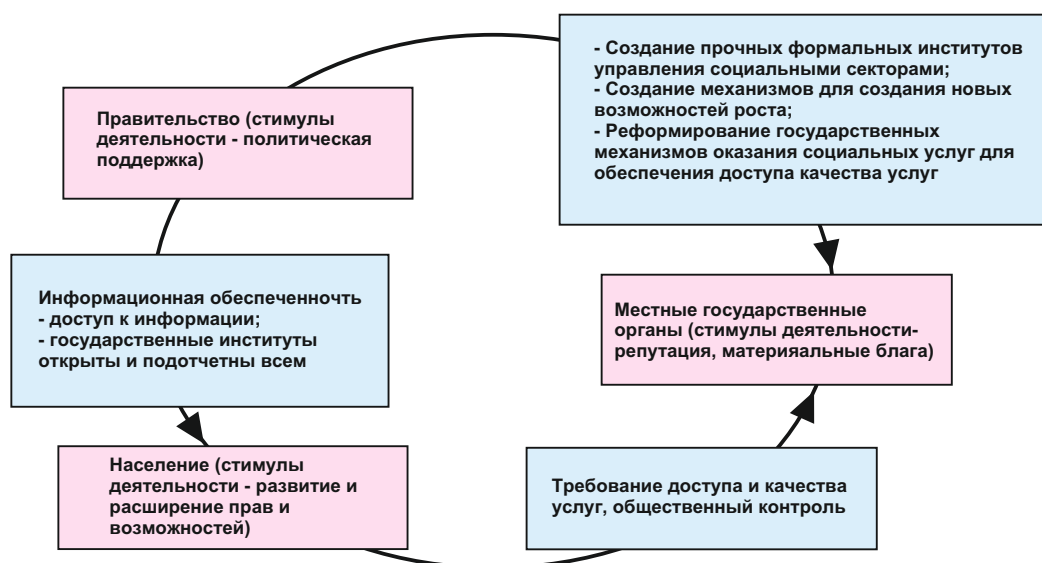 - Создание прочных формальных институтов
управления социальными секторами;
- Создание механизмов для создания новых
возможностей роста;
- Реформирование государственных
механизмов оказания социальных услуг для
обеспечения доступа качества услуг
Правительство (стимулы
деятельности - политическая
поддержка)
Информационная обеспеченночть
- доступ к информации;
- государственные институты
открыты и подотчетны всем
Местные государственные
органы (стимулы деятельности-
репутация, материяальные блага)
Население (стимулы
деятельности - развитие и
расширение прав и
возможностей)
Требование доступа и качества
услуг, общественный контроль